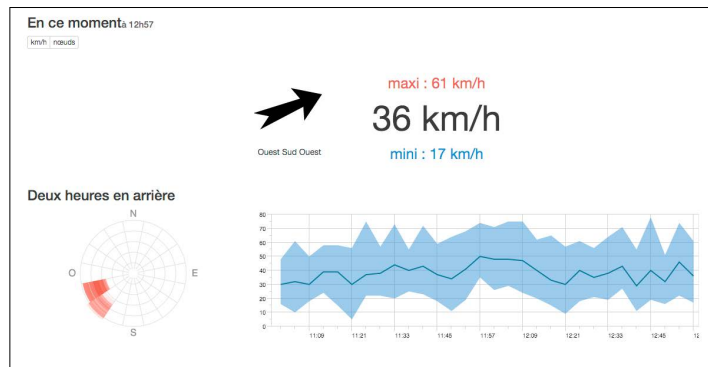 En ce moment à 12h57
km/h nœuds
maxi : 61 km/h
36 km/h
Ouest Sud Ouest
mini : 17 km/h
Deux heures en arrière
N
O
E
S
80
70
60
50
40
30
20
10
0
11:09 11:21 11:33 11:45 11:57 12:09 12:21 12:33 12:45